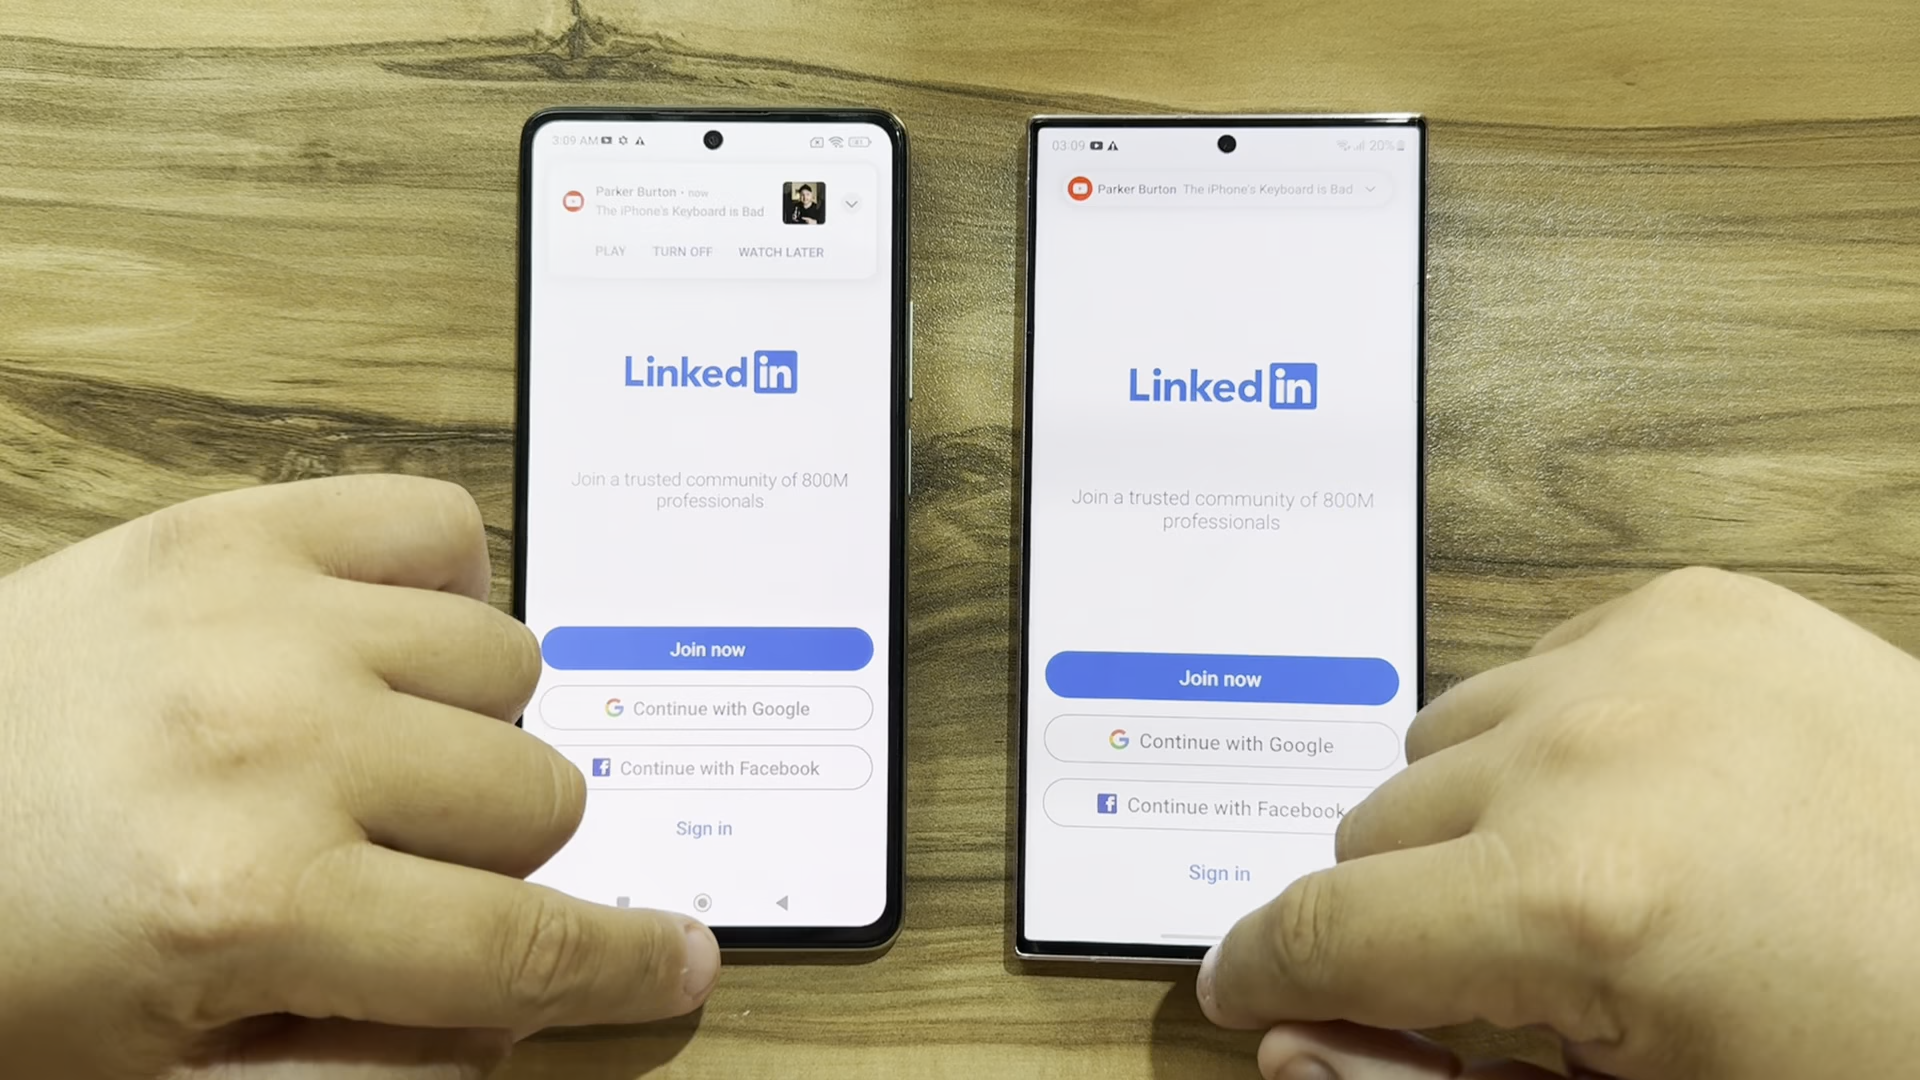 3:09 AM
Parker Burton • now
The iPhone's Keyboard is Bad
PLAY TURN OFF WATCH LATER
Linked in
Join a trusted community of 800M
professionals
Join now
Continue with Google
Continue with Facebook
Sign in
03:09 20%
Parker Burton The iPhone's Keyboard is Bad
Linked in
Join a trusted community of 800M
professionals
Join now
Continue with Google
Continue with Facebook
Sign in